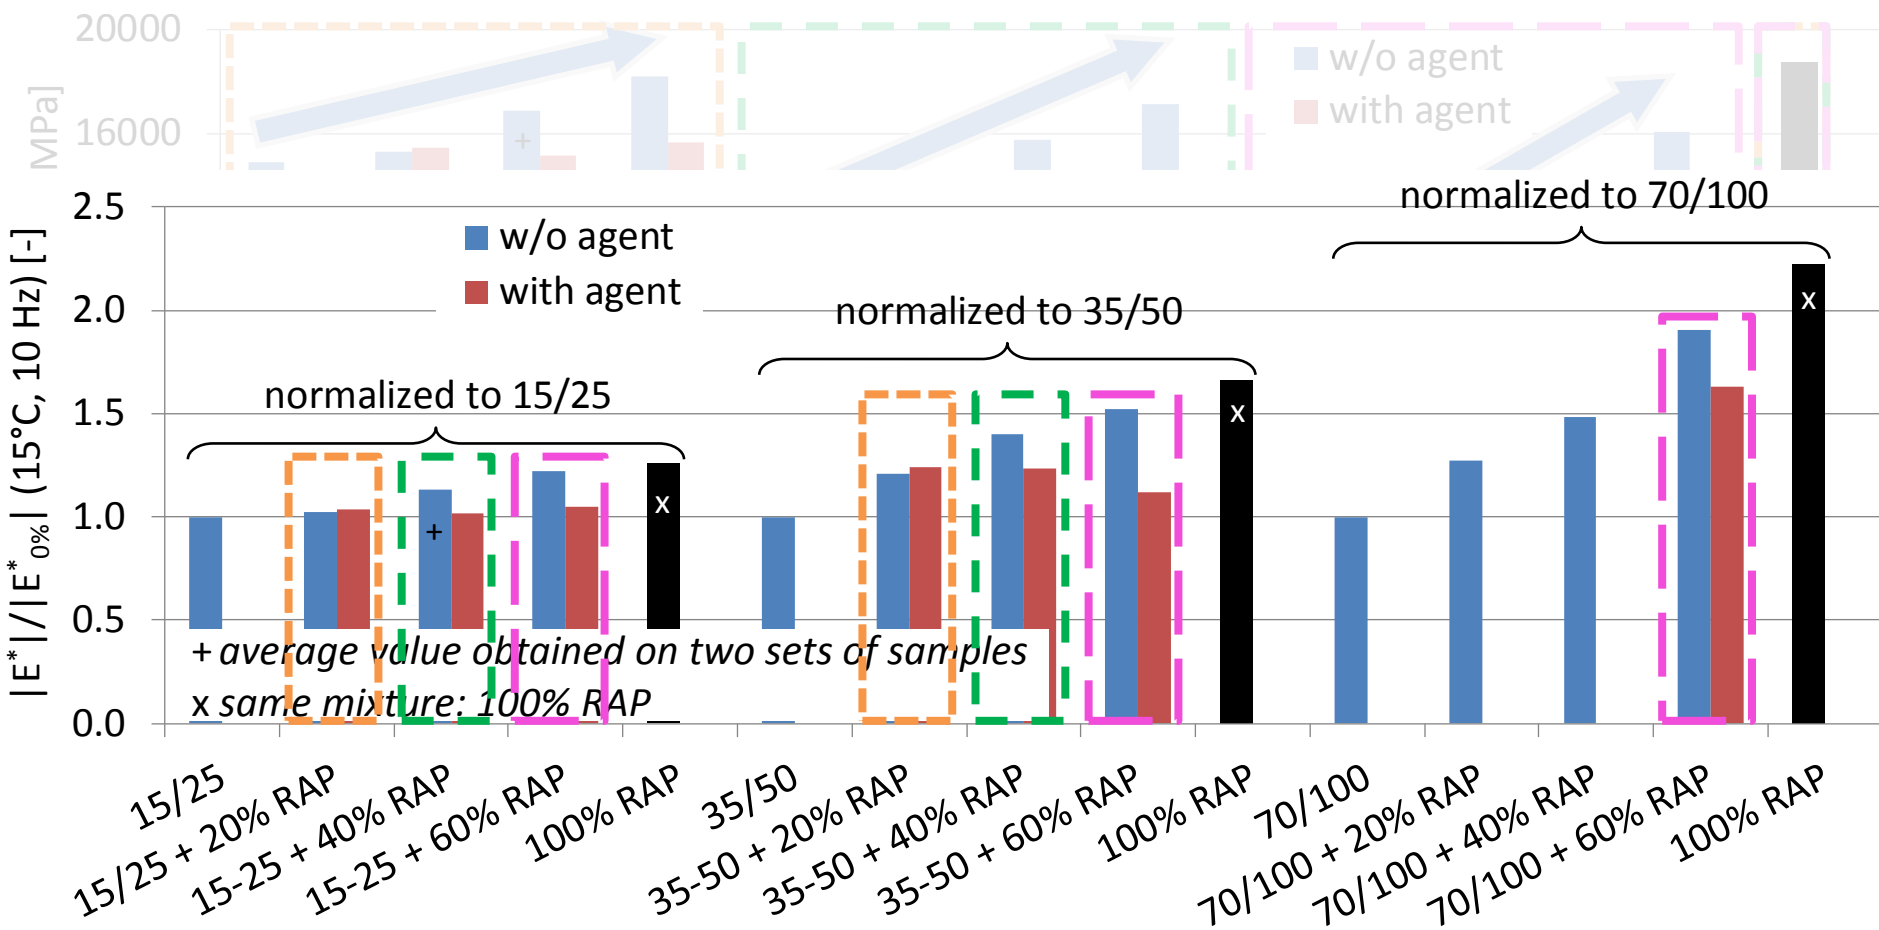 20000
16000
MPa]
w/o agent
with agent
+
2.5
2.0
1.5
1.0
0.5
0.0
|E*|/|E*0%| (15°C, 10 Hz) [-]
w/o agent
with agent
normalized to 15/25
normalized to 35/50
normalized to 70/100
+
x
x
x
+ average value obtained on two sets of samples
x same mixture: 100% RAP
15/25
15/25 + 20% RAP
15-25 + 40% RAP
15-25 + 60% RAP
100% RAP
35/50
35-50 + 20% RAP
35-50 + 40% RAP
35-50 + 60% RAP
100% RAP
70/100
70/100 + 20% RAP
70/100 + 40% RAP
70/100 + 60% RAP
100% RAP